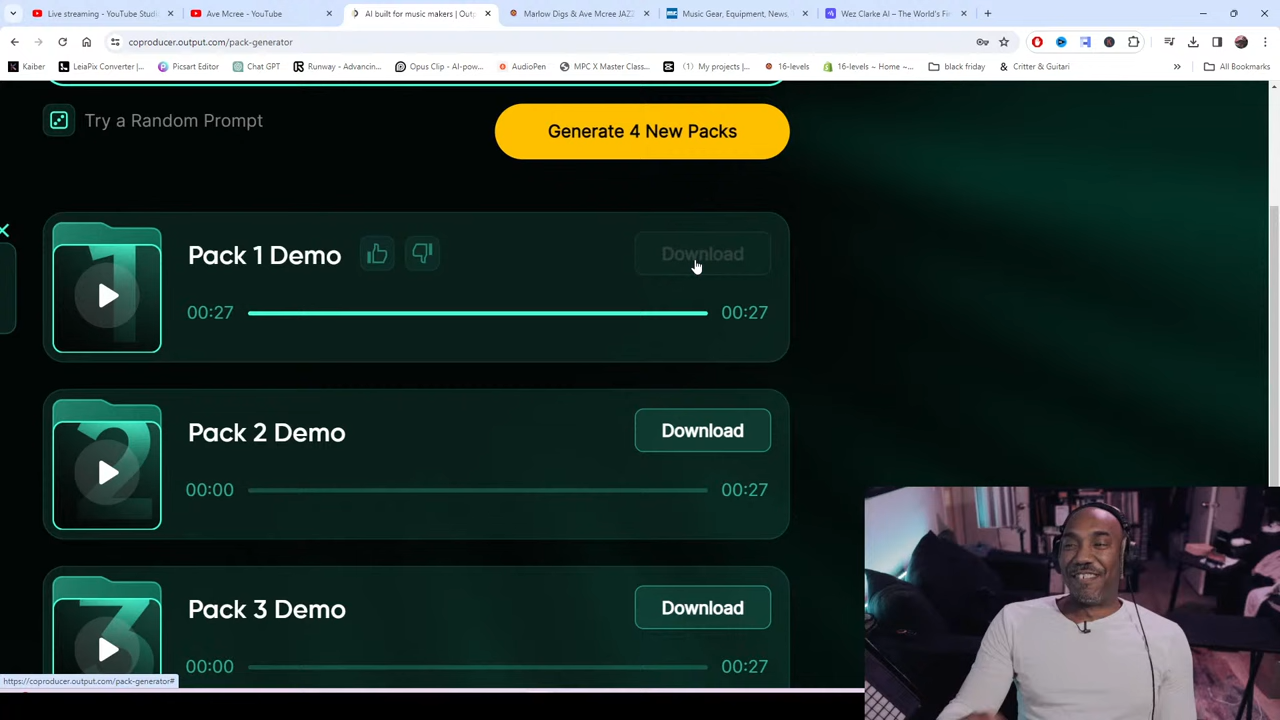 Live streaming - YouTube Studi
Ave Mcree - YouTube
AI built for music makers | Outp
Marlow Digs & Ave Mcree JAZZ
Music Gear, Equipment, News,
Wez Clarke AI – The World's Fi
coproducer.output.com/pack-generator
Kaiber
LeiaPix Converter |...
Picsart Editor
Chat GPT
Runway - Advancin...
Opus Clip - AI-pow...
AudioPen
MPC X Master Class...
(1) My projects |...
16-levels
16-levels ~ Home ~...
black friday
Critter & Guitari
»
All Bookmarks
Try a Random Prompt
Generate 4 New Packs
1
Pack 1 Demo
Download
00:27
00:27
2
Pack 2 Demo
Download
00:00
00:27
3
Pack 3 Demo
Download
00:00
00:27
https://coproducer.output.com/pack-generator#